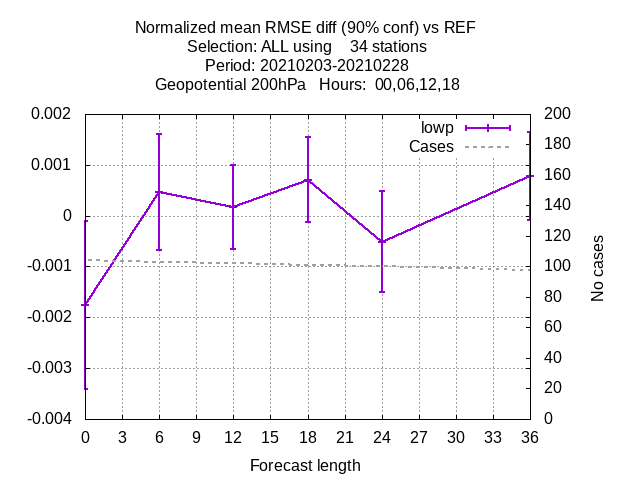 Normalized mean RMSE diff (90% conf) vs REF
Selection: ALL using    34 stations
Period: 20210203-20210228
Geopotential 200hPa   Hours:  00,06,12,18
lowp
Cases
0.002
0.001
0
-0.001
-0.002
-0.003
-0.004
200
180
160
140
120
100
80
60
40
20
0
No cases
0 3 6 9 12 15 18 21 24 27 30 33 36
Forecast length